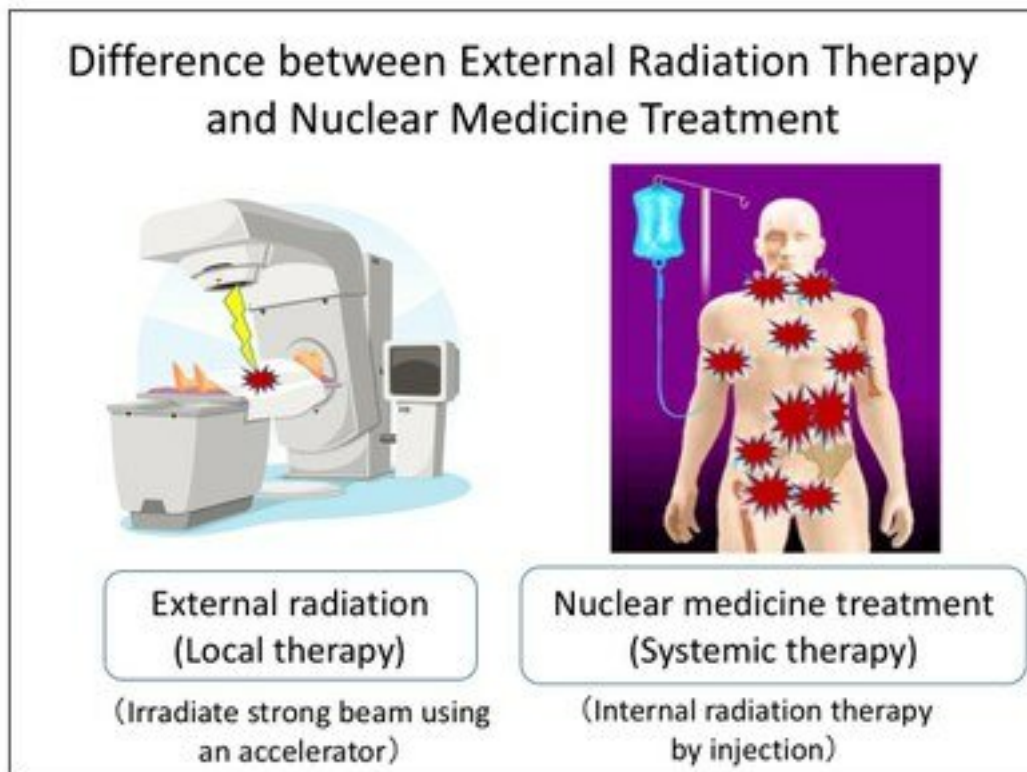 Difference between External Radiation Therapy
and Nuclear Medicine Treatment
External radiation
(Local therapy)
（Irradiate strong beam using
an accelerator）
Nuclear medicine treatment
(Systemic therapy)
（Internal radiation therapy
by injection）